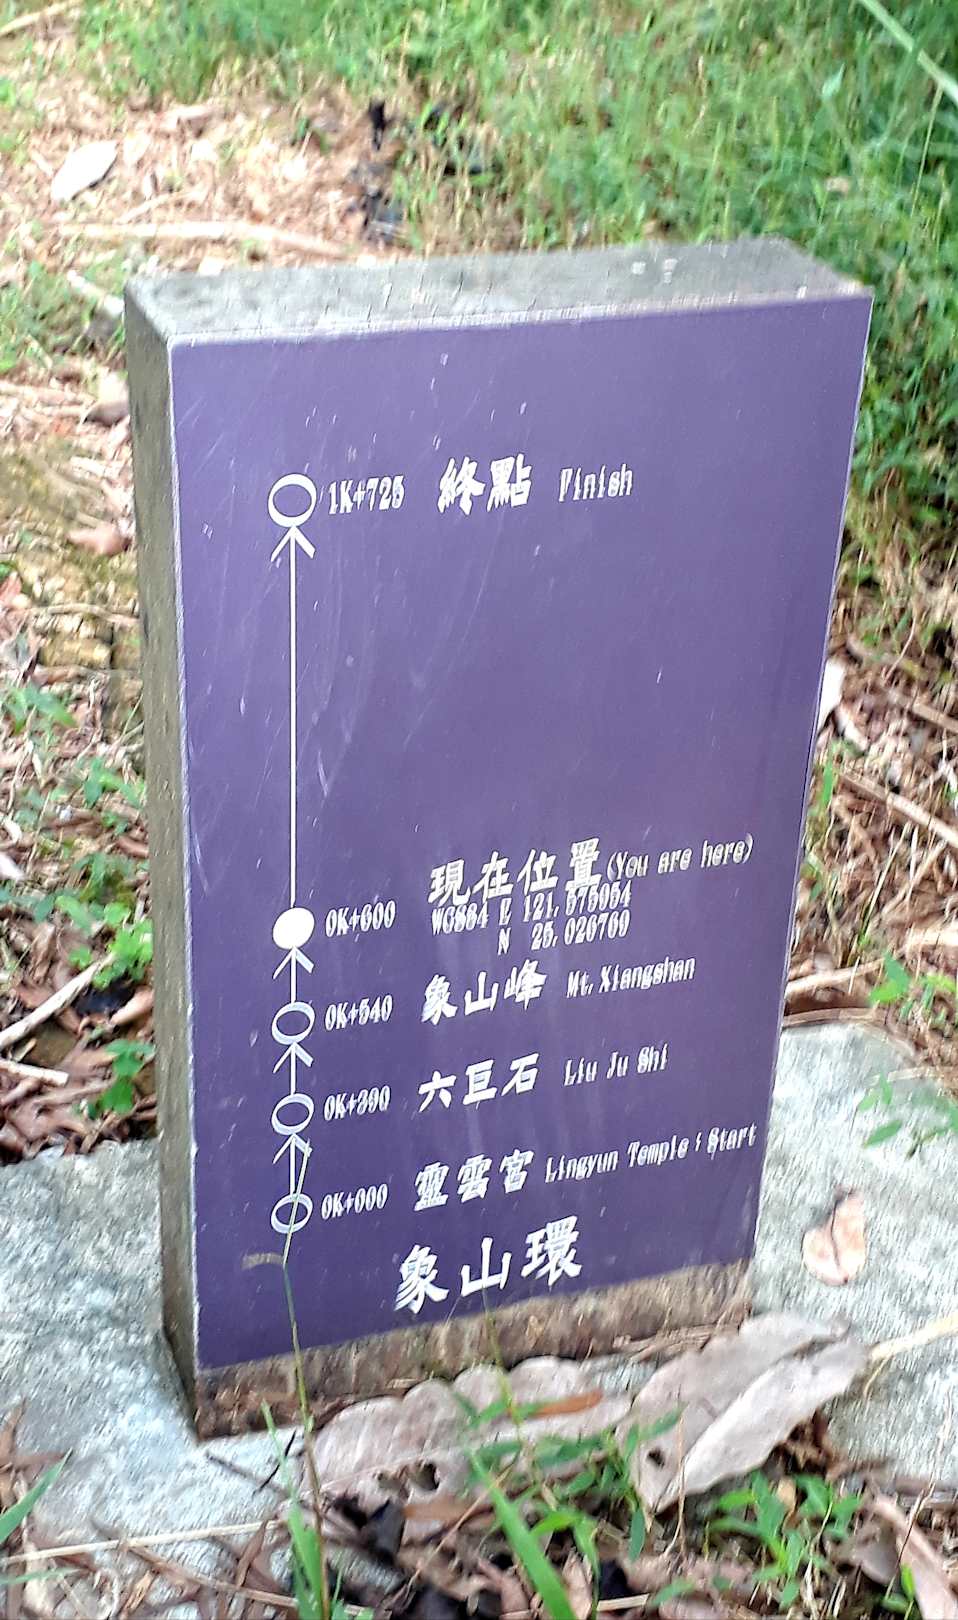 1K+725 終點 Finish
現在位置(You are here)
0K+600 WGS84 E 121.575954
N 25.026769
0K+540 象山峰 Mt. Xiangshan
0K+390 六巨石 Liu Ju Shi
0K+000 靈雲宮 Lingyun Temple;Start
象山環